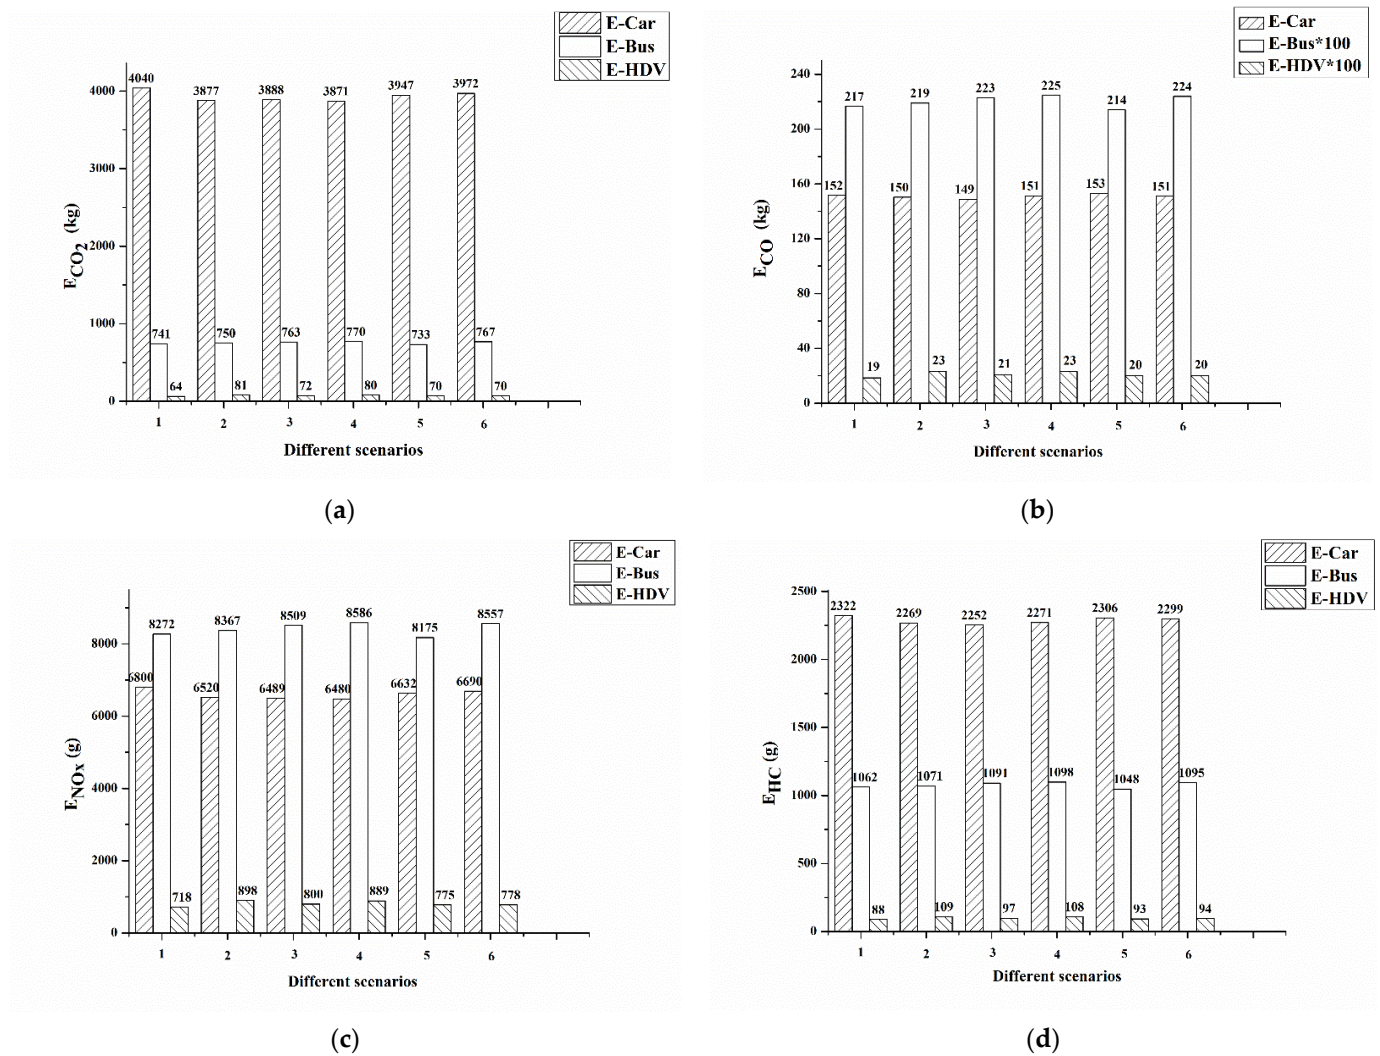 E-Car
E-Bus
E-HDV
4040 3877 3888 3871 3947 3972
4000
3000
2000
1000
0
741 750 763 770 733 767
64 81 72 80 70 70
E_CO2 (kg)
1 2 3 4 5 6
Different scenarios
(a)
E-Car
E-Bus*100
E-HDV*100
240
200
160
120
80
40
0
217 219 223 225 214 224
152 150 149 151 153 151
19 23 21 23 20 20
E_CO (kg)
1 2 3 4 5 6
Different scenarios
(b)
E-Car
E-Bus
E-HDV
8272 8367 8509 8586 8175 8557
8000
6000
4000
2000
0
6800 6520 6489 6480 6632 6690
718 898 800 889 775 778
E_NOx (g)
1 2 3 4 5 6
Different scenarios
(c)
E-Car
E-Bus
E-HDV
2500
2000
1500
1000
500
0
2322 2269 2252 2271 2306 2299
1062 1071 1091 1098 1048 1095
88 109 97 108 93 94
E_HC (g)
1 2 3 4 5 6
Different scenarios
(d)